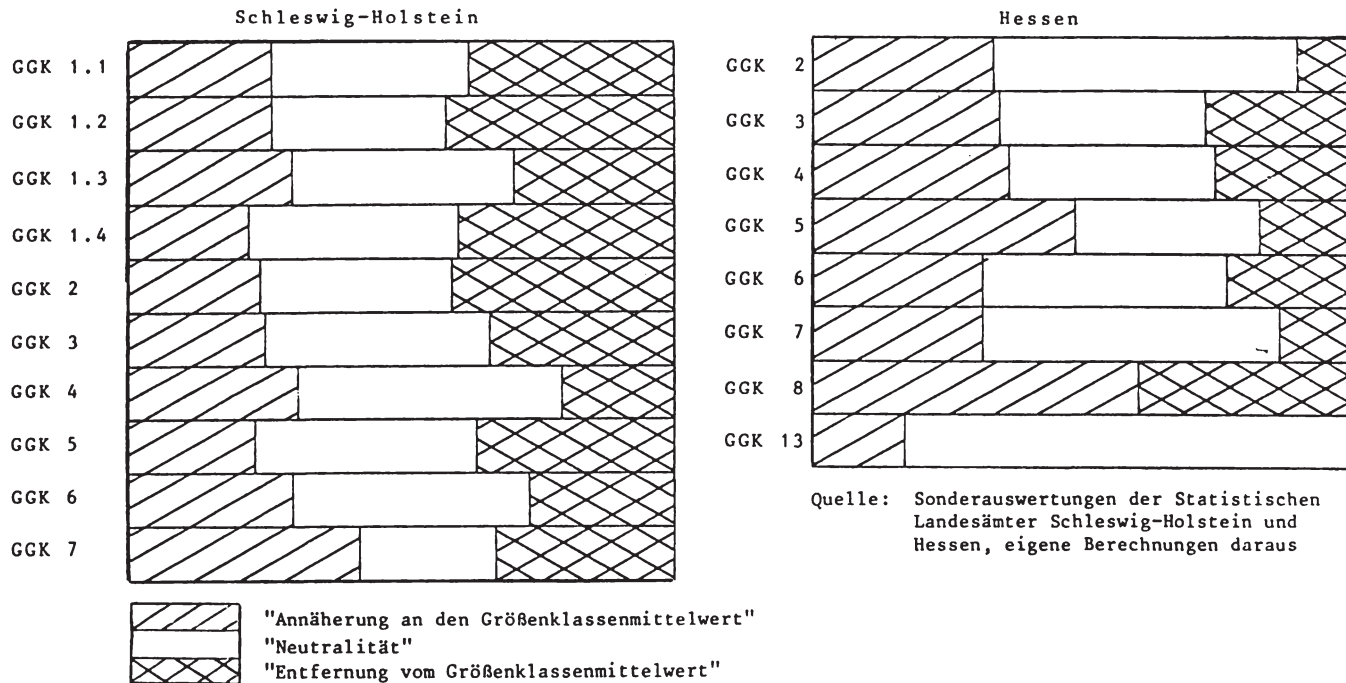 Schleswig-Holstein
GGK 1.1
GGK 1.2
GGK 1.3
GGK 1.4
GGK 2
GGK 3
GGK 4
GGK 5
GGK 6
GGK 7
"Annäherung an den Größenklassenmittelwert"
"Neutralität"
"Entfernung vom Größenklassenmittelwert"
Hessen
GGK 2
GGK 3
GGK 4
GGK 5
GGK 6
GGK 7
GGK 8
GGK 13
Quelle: Sonderauswertungen der Statistischen
Landesämter Schleswig-Holstein und
Hessen, eigene Berechnungen daraus